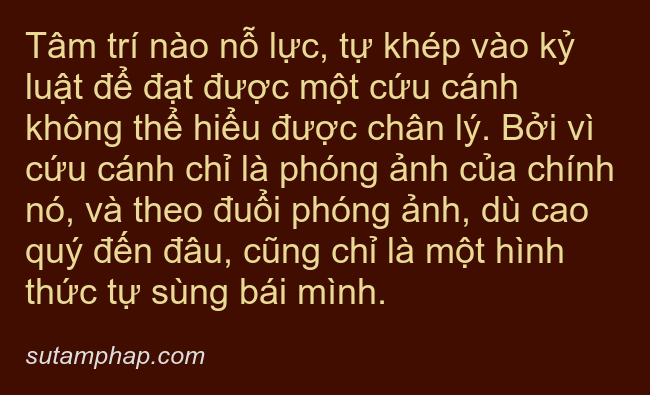 Tâm trí nào nỗ lực, tự khép vào kỷ
luật để đạt được một cứu cánh
không thể hiểu được chân lý. Bởi vì
cứu cánh chỉ là phóng ảnh của chính
nó, và theo đuổi phóng ảnh, dù cao
quý đến đâu, cũng chỉ là một hình
thức tự sùng bái mình.
sutamphap.com